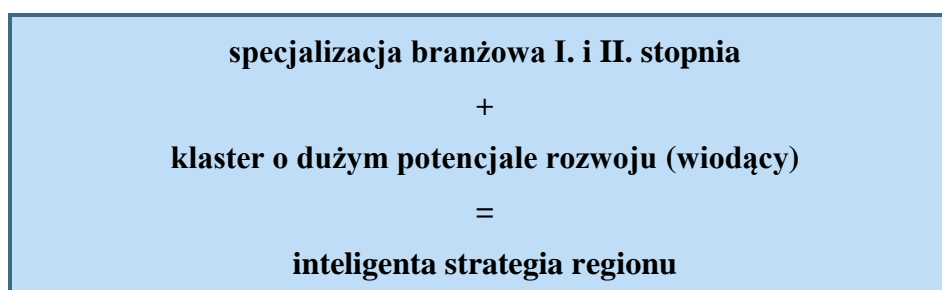 specjalizacja branżowa I. i II. stopnia
+
klaster o dużym potencjale rozwoju (wiodący)
=
inteligenta strategia regionu